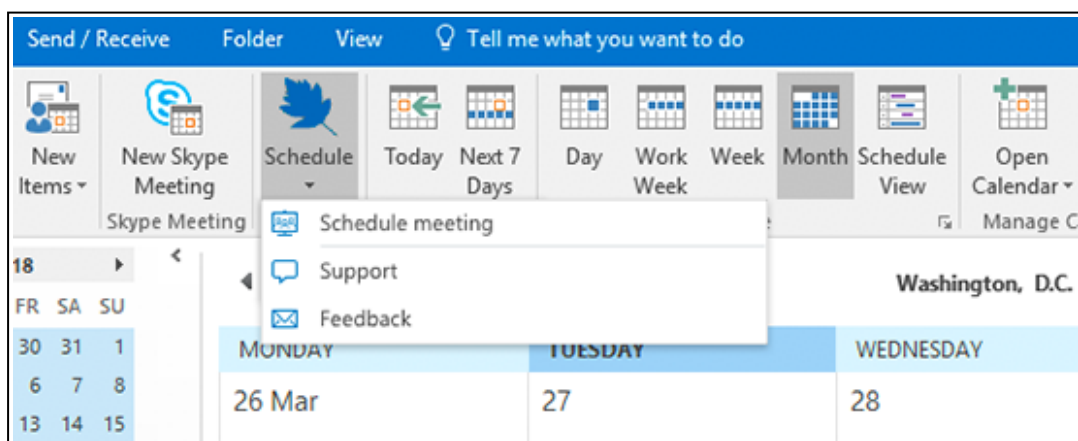 Send / Receive Folder View Tell me what you want to do
New Items
New Skype Meeting
Schedule
Today
Next 7 Days
Day
Work Week
Week
Month
Schedule View
Open Calendar
Skype Meeting
Manage C
Schedule meeting
Support
Feedback
18
FR SA SU
30 31 1
6 7 8
13 14 15
Washington, D.C.
MONDAY TUESDAY WEDNESDAY
26 Mar 27 28